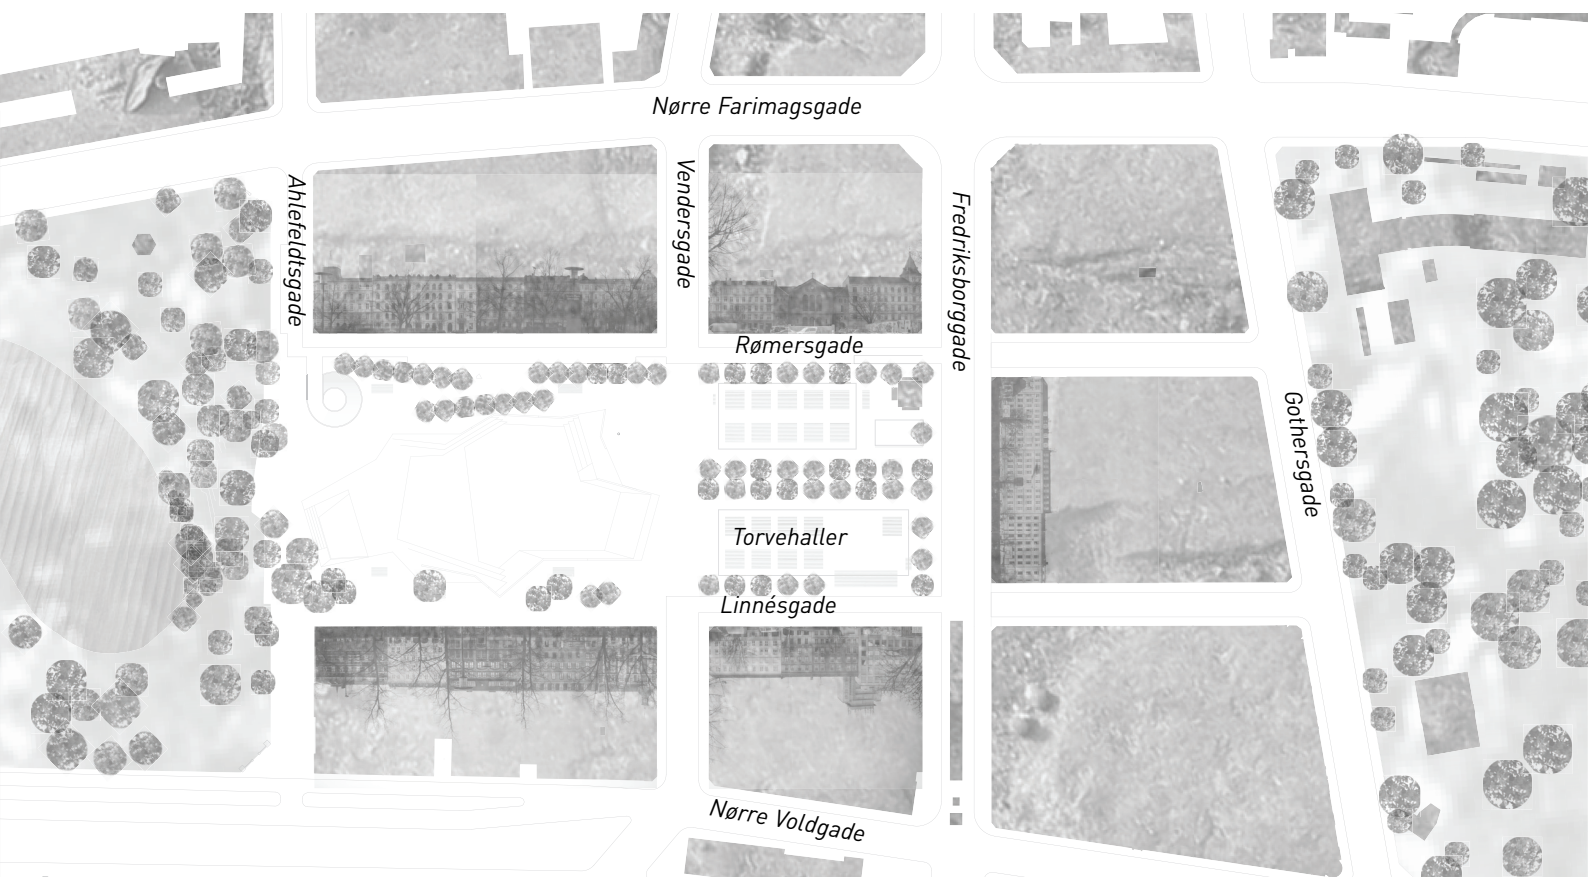 Nørre Farimagsgade
Ahlefeldtsgade
Vendersgade
Fredriksborggade
Rømersgade
Gothersgade
Torvehaller
Linnésgade
Nørre Voldgade